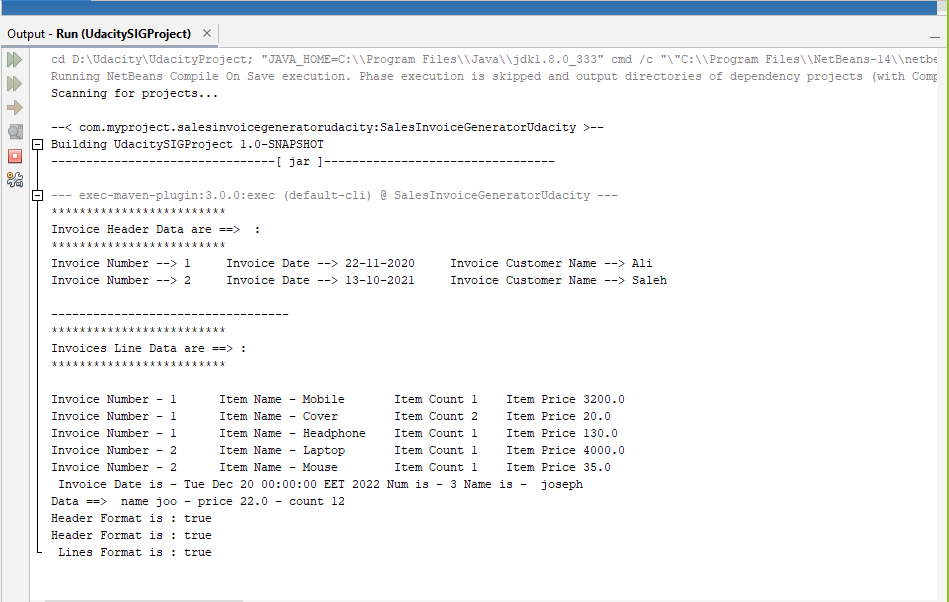 Output - Run (UdacitySIGProject) ×
cd D:\Udacity\UdacityProject; "JAVA_HOME=C:\\Program Files\\Java\\jdk1.8.0_333" cmd /c "\"C:\\Program Files\\NetBeans-14\\netbe
Running NetBeans Compile On Save execution. Phase execution is skipped and output directories of dependency projects (with Comp
Scanning for projects...
--< com.myproject.salesinvoicegeneratorudacity:SalesInvoiceGeneratorUdacity >--
Building UdacitySIGProject 1.0-SNAPSHOT
--------------------------------[ jar ]---------------------------------
--- exec-maven-plugin:3.0.0:exec (default-cli) @ SalesInvoiceGeneratorUdacity ---
*************************
Invoice Header Data are ==>  :
*************************
Invoice Number --> 1     Invoice Date --> 22-11-2020     Invoice Customer Name --> Ali
Invoice Number --> 2     Invoice Date --> 13-10-2021     Invoice Customer Name --> Saleh
----------------------------------
*************************
Invoices Line Data are ==> :
*************************
Invoice Number - 1      Item Name - Mobile       Item Count 1    Item Price 3200.0
Invoice Number - 1      Item Name - Cover        Item Count 2    Item Price 20.0
Invoice Number - 1      Item Name - Headphone    Item Count 1    Item Price 130.0
Invoice Number - 2      Item Name - Laptop       Item Count 1    Item Price 4000.0
Invoice Number - 2      Item Name - Mouse        Item Count 1    Item Price 35.0
 Invoice Date is - Tue Dec 20 00:00:00 EET 2022 Num is - 3 Name is -  joseph
Data ==>  name joo - price 22.0 - count 12
Header Format is : true
Header Format is : true
 Lines Format is : true